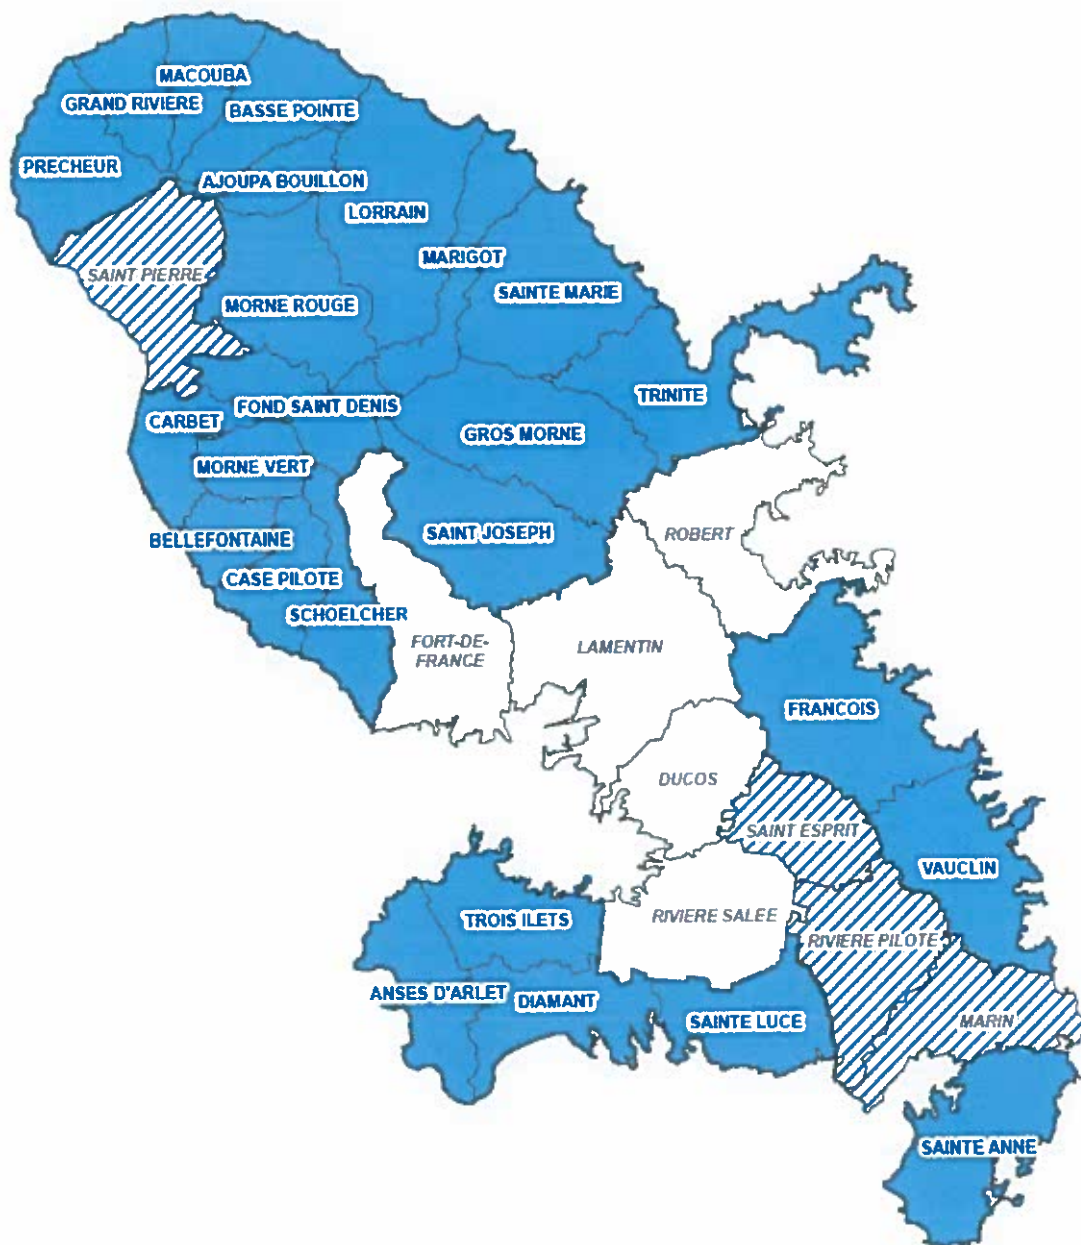 MACOUBA
GRAND RIVIERE
BASSE POINTE
PRECHEUR
AJOUPA BOUILLON
LORRAIN
MARIGOT
SAINT PIERRE
SAINTE MARIE
MORNE ROUGE
TRINITE
FOND SAINT DENIS
CARBET
GROS MORNE
MORNE VERT
SAINT JOSEPH
ROBERT
BELLEFONTAINE
CASE PILOTE
SCHOELCHER
FORT-DE-
FRANCE
LAMENTIN
FRANCOIS
DUCOS
SAINT ESPRIT
VAUCLIN
TROIS ILETS
RIVIERE SALEE
RIVIERE PILOTE
ANSES D'ARLET
DIAMANT
SAINTE LUCE
MARIN
SAINTE ANNE